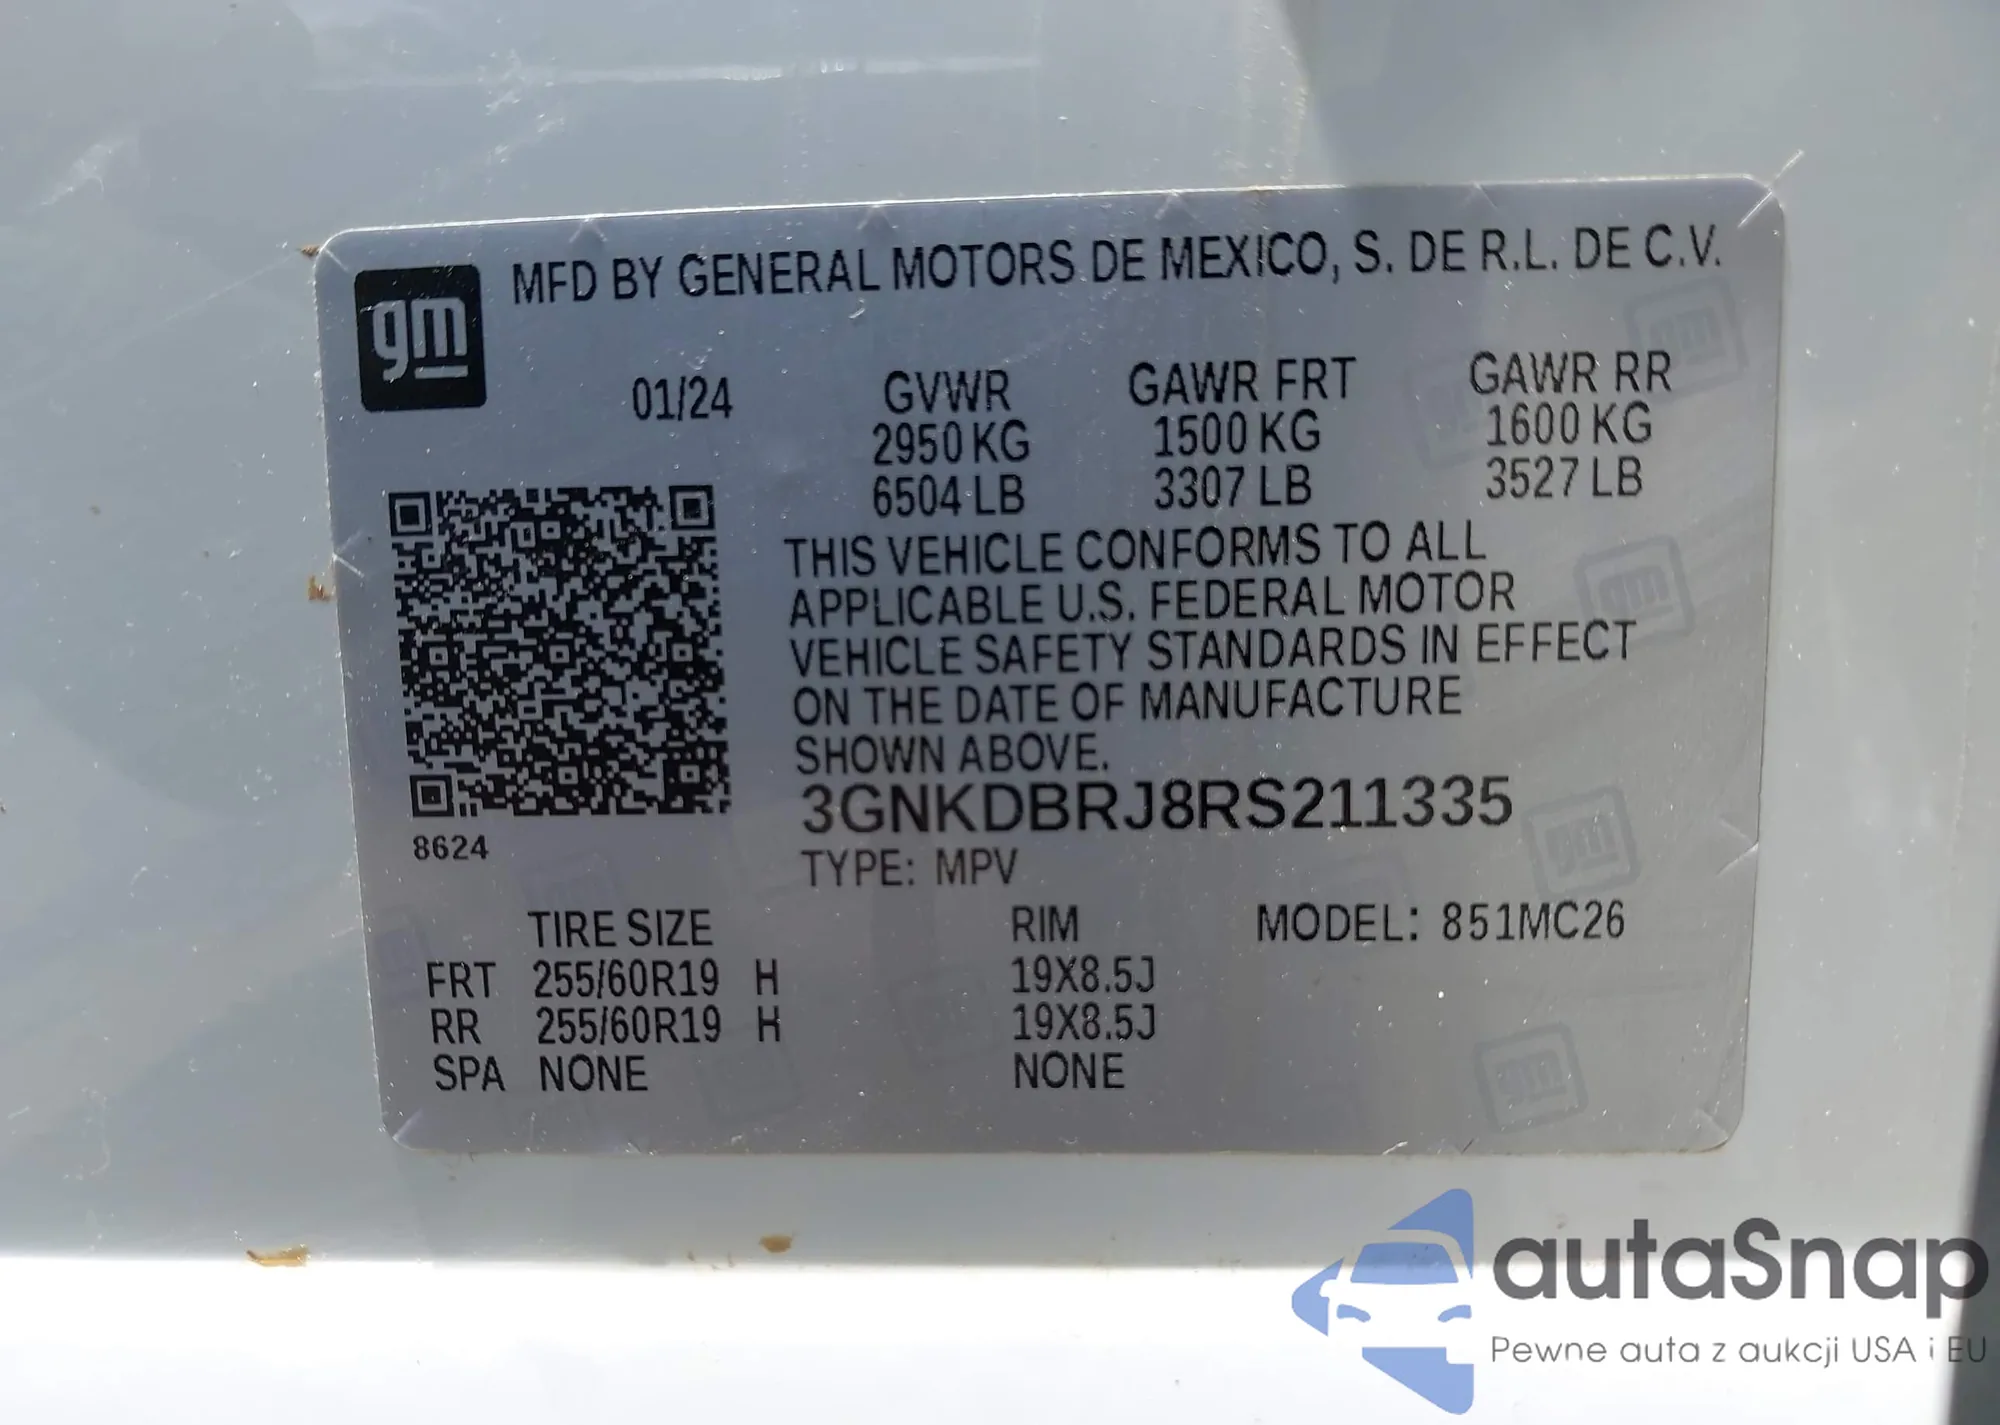 gm
MFD BY GENERAL MOTORS DE MEXICO, S. DE R.L. DE C.V.
01/24
GVWR GAWR FRT GAWR RR
2950 KG 1500 KG 1600 KG
6504 LB 3307 LB 3527 LB
THIS VEHICLE CONFORMS TO ALL
APPLICABLE U.S. FEDERAL MOTOR
VEHICLE SAFETY STANDARDS IN EFFECT
ON THE DATE OF MANUFACTURE
SHOWN ABOVE.
3GNKDBRJ8RS211335
8624
TYPE: MPV
TIRE SIZE RIM MODEL: 851MC26
FRT 255/60R19 H 19X8.5J
RR 255/60R19 H 19X8.5J
SPA NONE NONE
autaSnap
Pewne auta z aukcji USA i EU